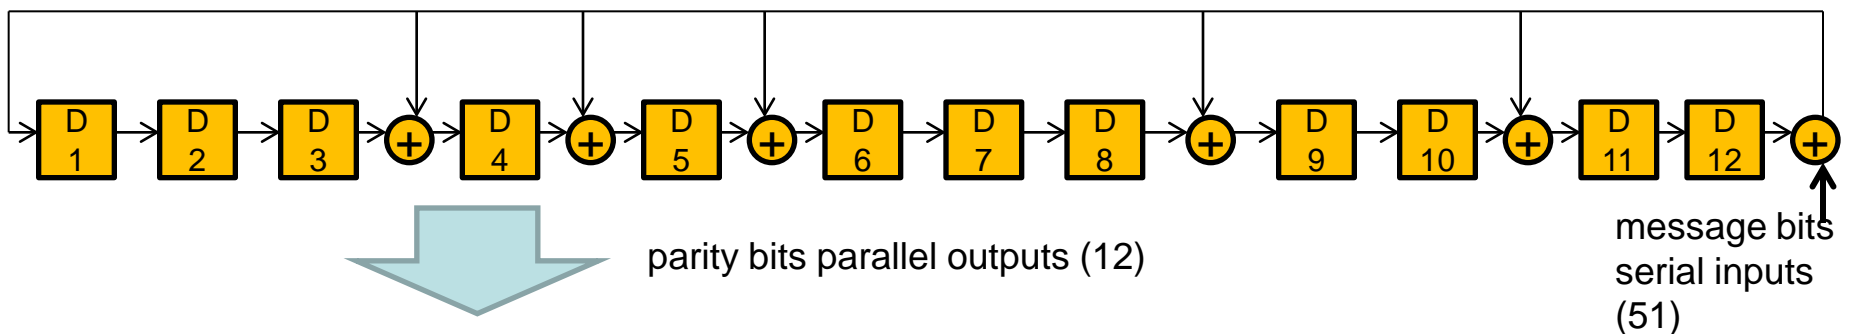 D
1
D
2
D
3
+
D
4
+
D
5
+
D
6
D
7
D
8
+
D
9
D
10
+
D
11
D
12
+
parity bits parallel outputs (12)
message bits
serial inputs
(51)